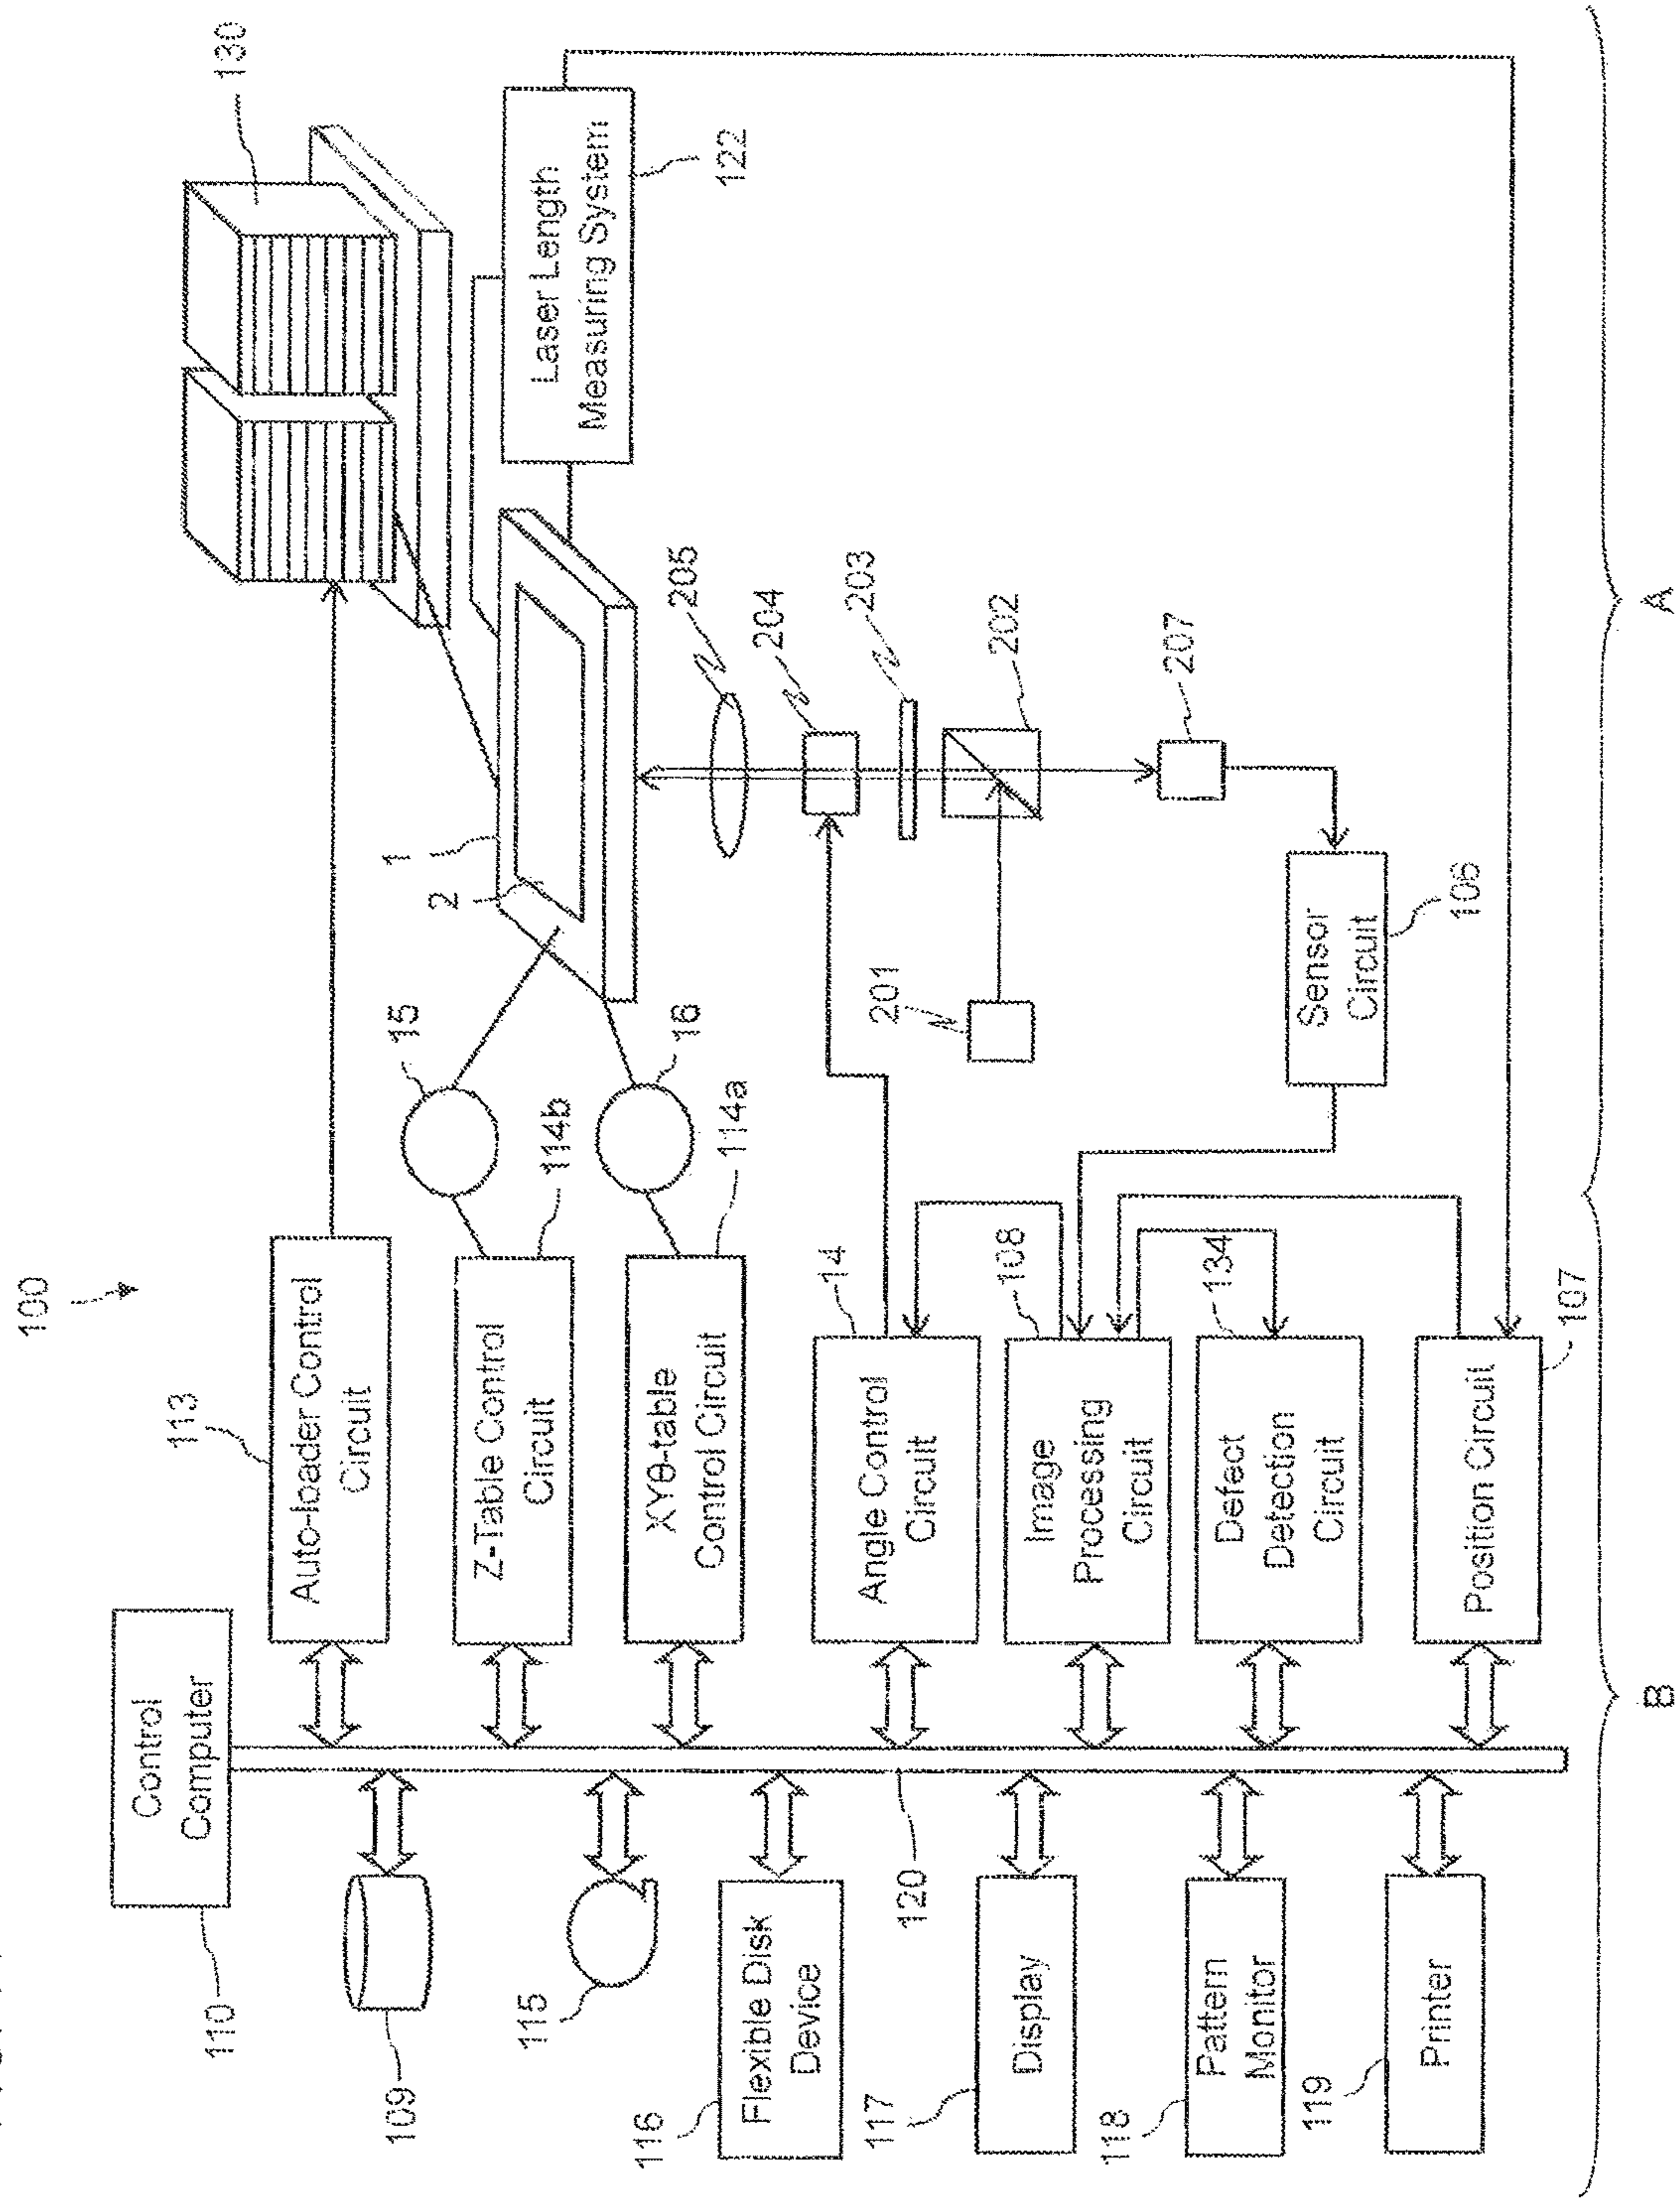 100
110
Control
Computer
113
Auto-loader Control
Circuit
130
109
115
Z-Table Control
Circuit
114b
15
1
2
XYθ-table
Control Circuit
114a
16
Laser Length
Measuring System
122
116
Flexible Disk
Device
120
Angle Control
Circuit
14
201
205
204
203
202
207
117
Display
Image
Processing
Circuit
108
118
Pattern
Monitor
Defect
Detection
Circuit
134
Sensor
Circuit
106
119
Printer
Position Circuit
107
B
A